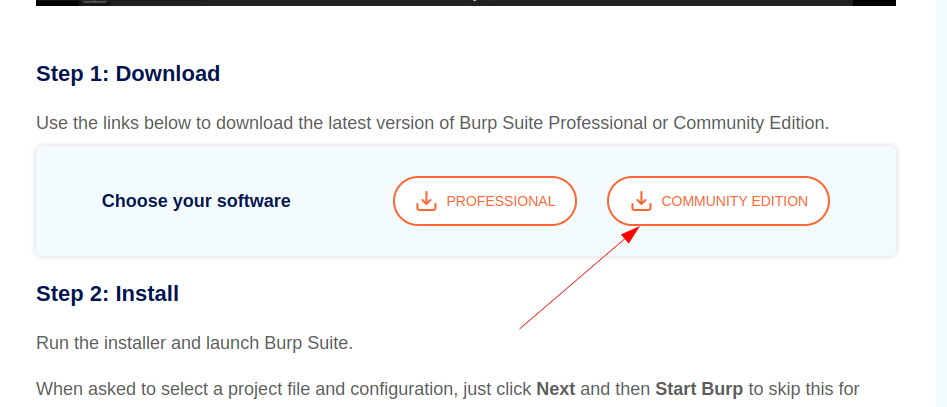 Step 1: Download
Use the links below to download the latest version of Burp Suite Professional or Community Edition.
Choose your software
PROFESSIONAL
COMMUNITY EDITION
Step 2: Install
Run the installer and launch Burp Suite.
When asked to select a project file and configuration, just click Next and then Start Burp to skip this for